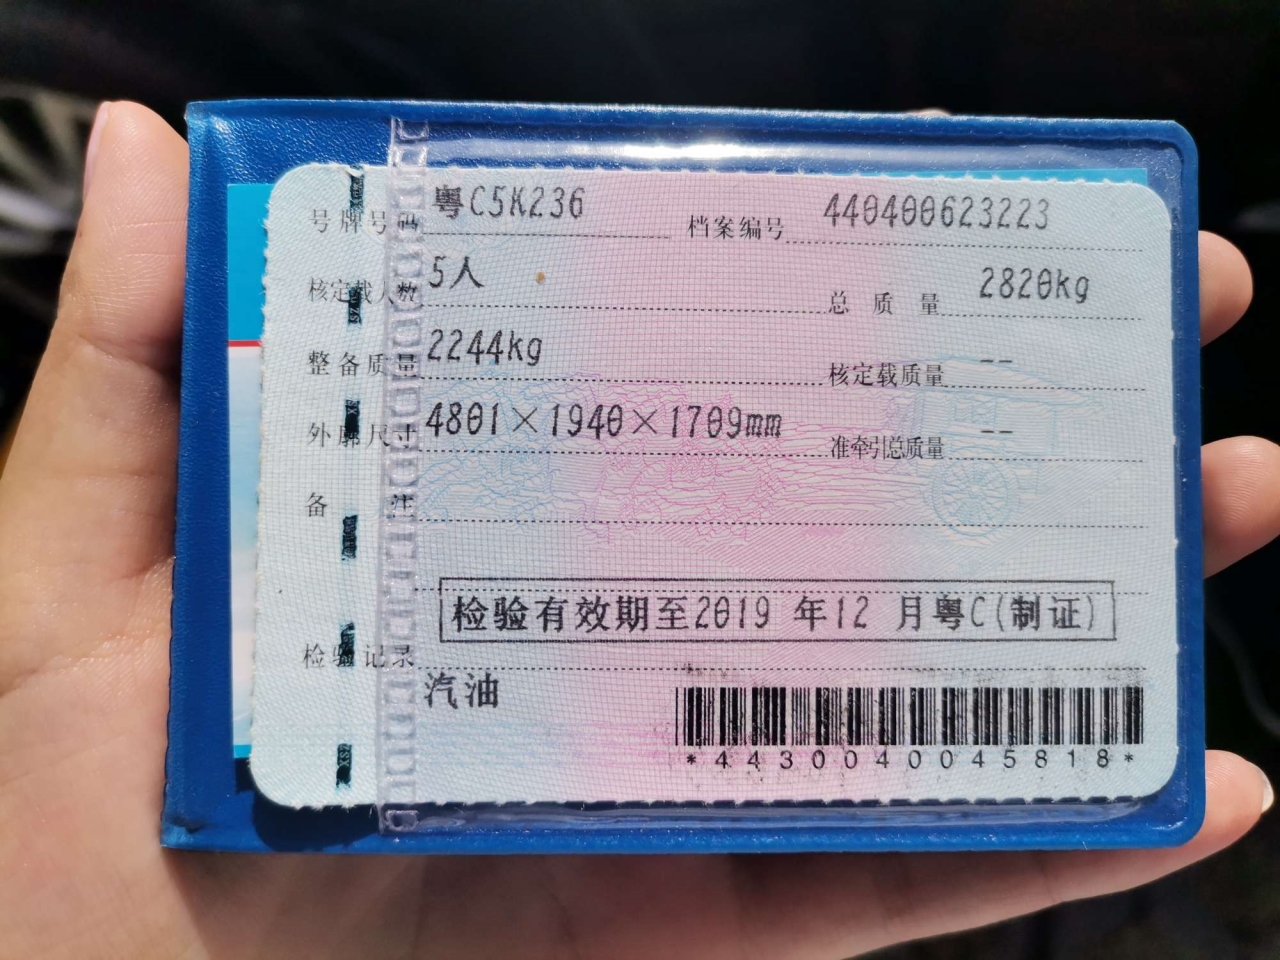 号牌号码 粤C5K236 档案编号 440400623223
核定载人数 5人 总质量 2820kg
整备质量 2244kg 核定载质量 --
外廓尺寸 4801×1940×1709mm 准牵引总质量 --
备注
检验有效期至2019 年12 月粤C(制证)
检验记录
汽油
*4430040045818*